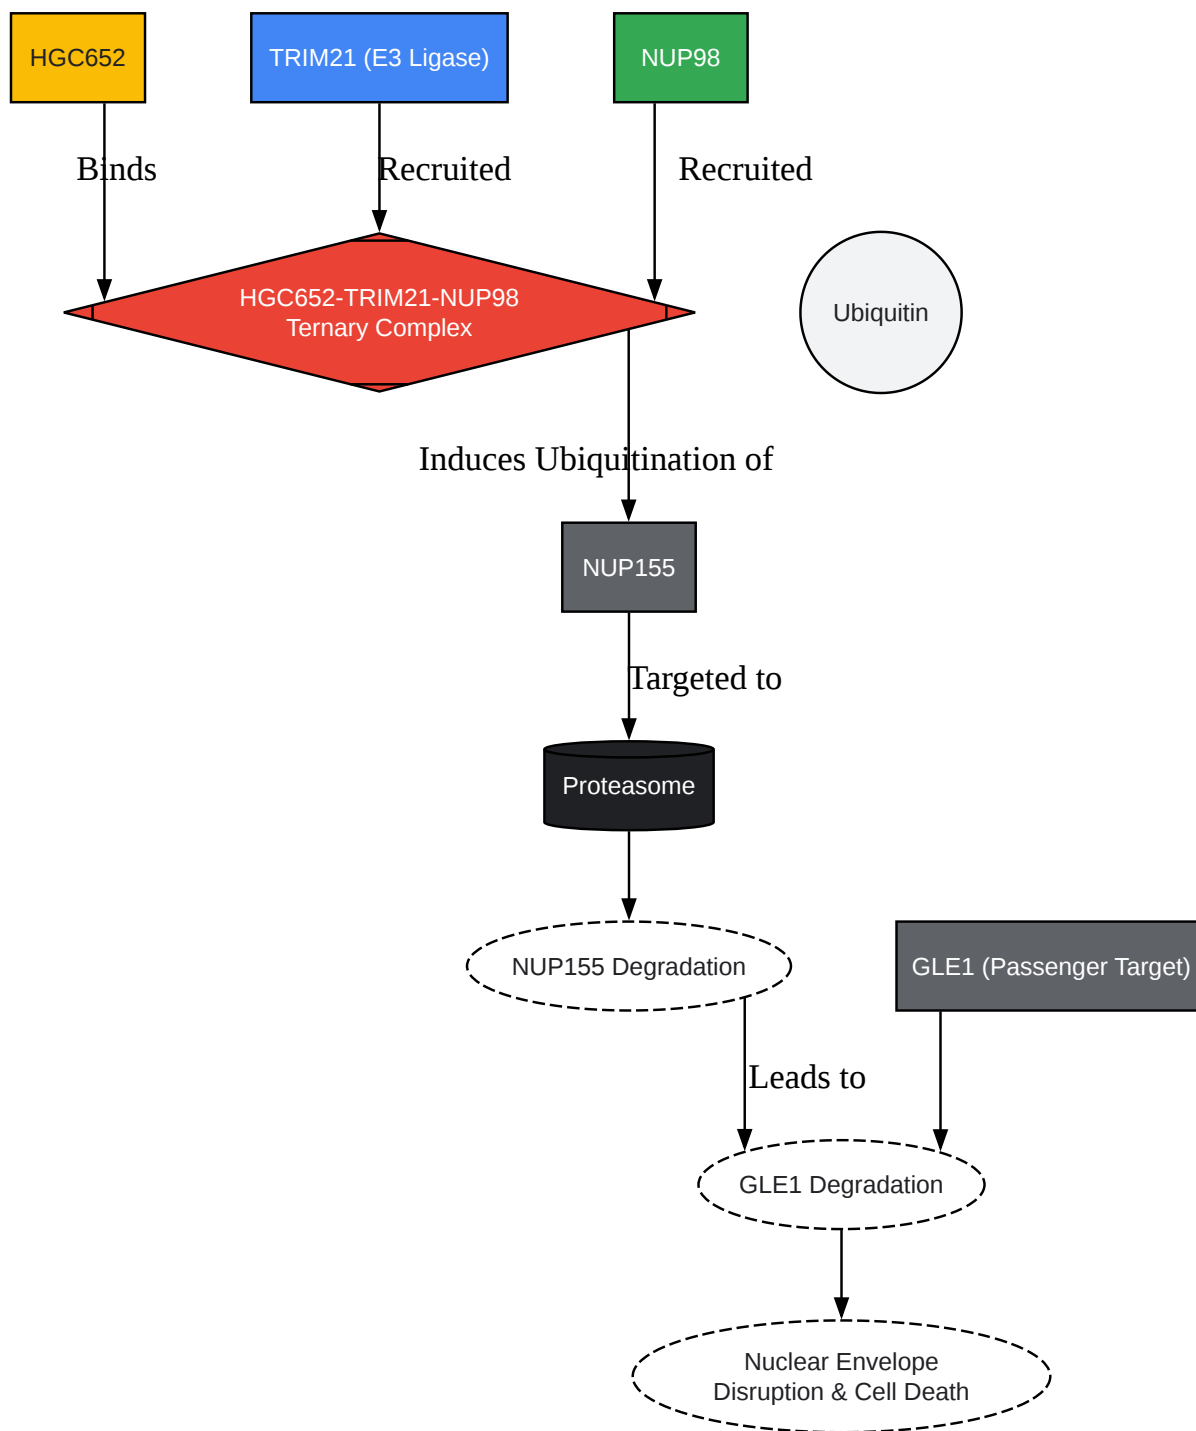 HGC652
TRIM21 (E3 Ligase)
NUP98
Binds
Recruited
Recruited
HGC652-TRIM21-NUP98
Ternary Complex
Ubiquitin
Induces Ubiquitination of
NUP155
Targeted to
Proteasome
NUP155 Degradation
GLE1 (Passenger Target)
Leads to
GLE1 Degradation
Nuclear Envelope
Disruption & Cell Death